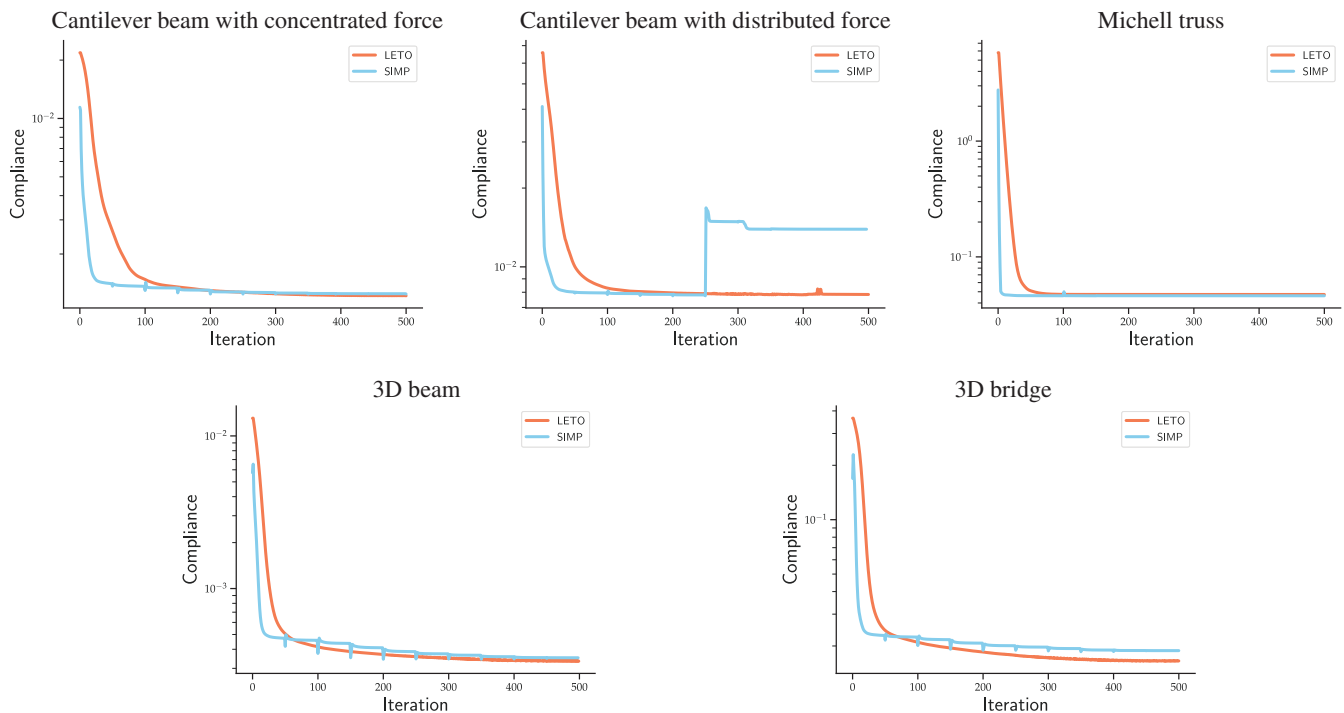 Cantilever beam with concentrated force
LETO
SIMP
10⁻²
Compliance
0 100 200 300 400 500
Iteration
Cantilever beam with distributed force
LETO
SIMP
10⁻²
Compliance
0 100 200 300 400 500
Iteration
Michell truss
LETO
SIMP
10⁰
10⁻¹
Compliance
0 100 200 300 400 500
Iteration
3D beam
LETO
SIMP
10⁻²
10⁻³
Compliance
0 100 200 300 400 500
Iteration
3D bridge
LETO
SIMP
10⁻¹
Compliance
0 100 200 300 400 500
Iteration